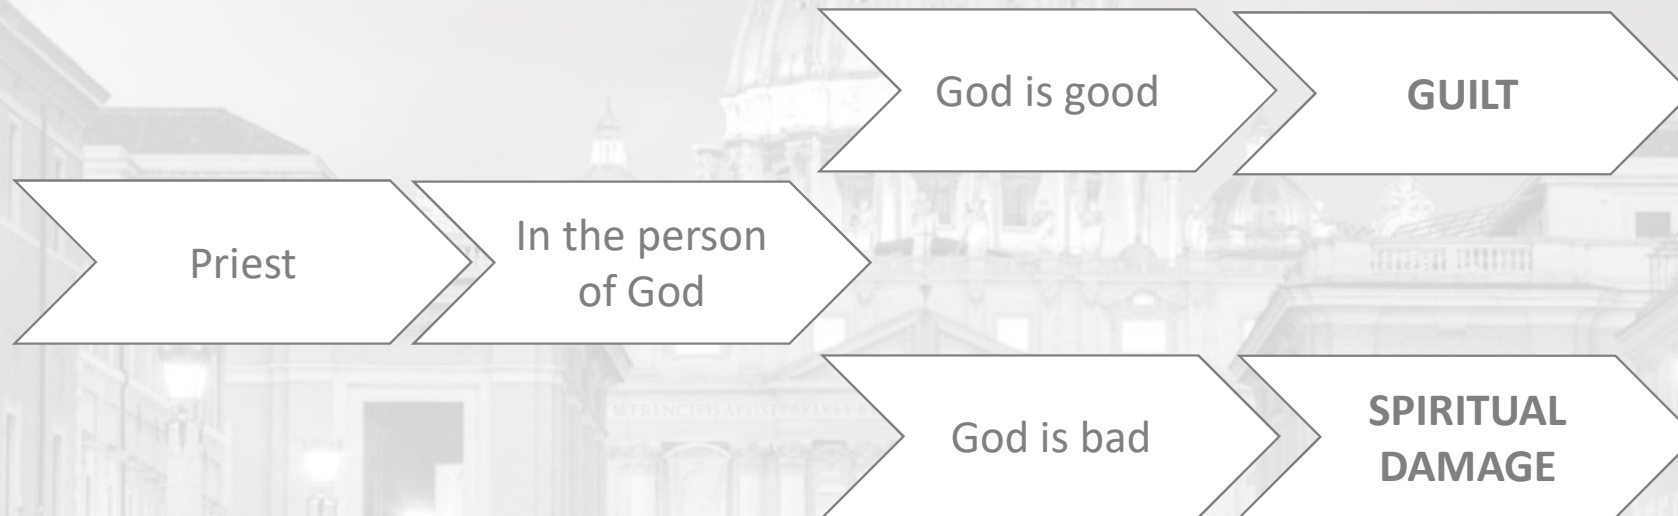 God is good
GUILT
Priest
In the person
of God
God is bad
SPIRITUAL
DAMAGE